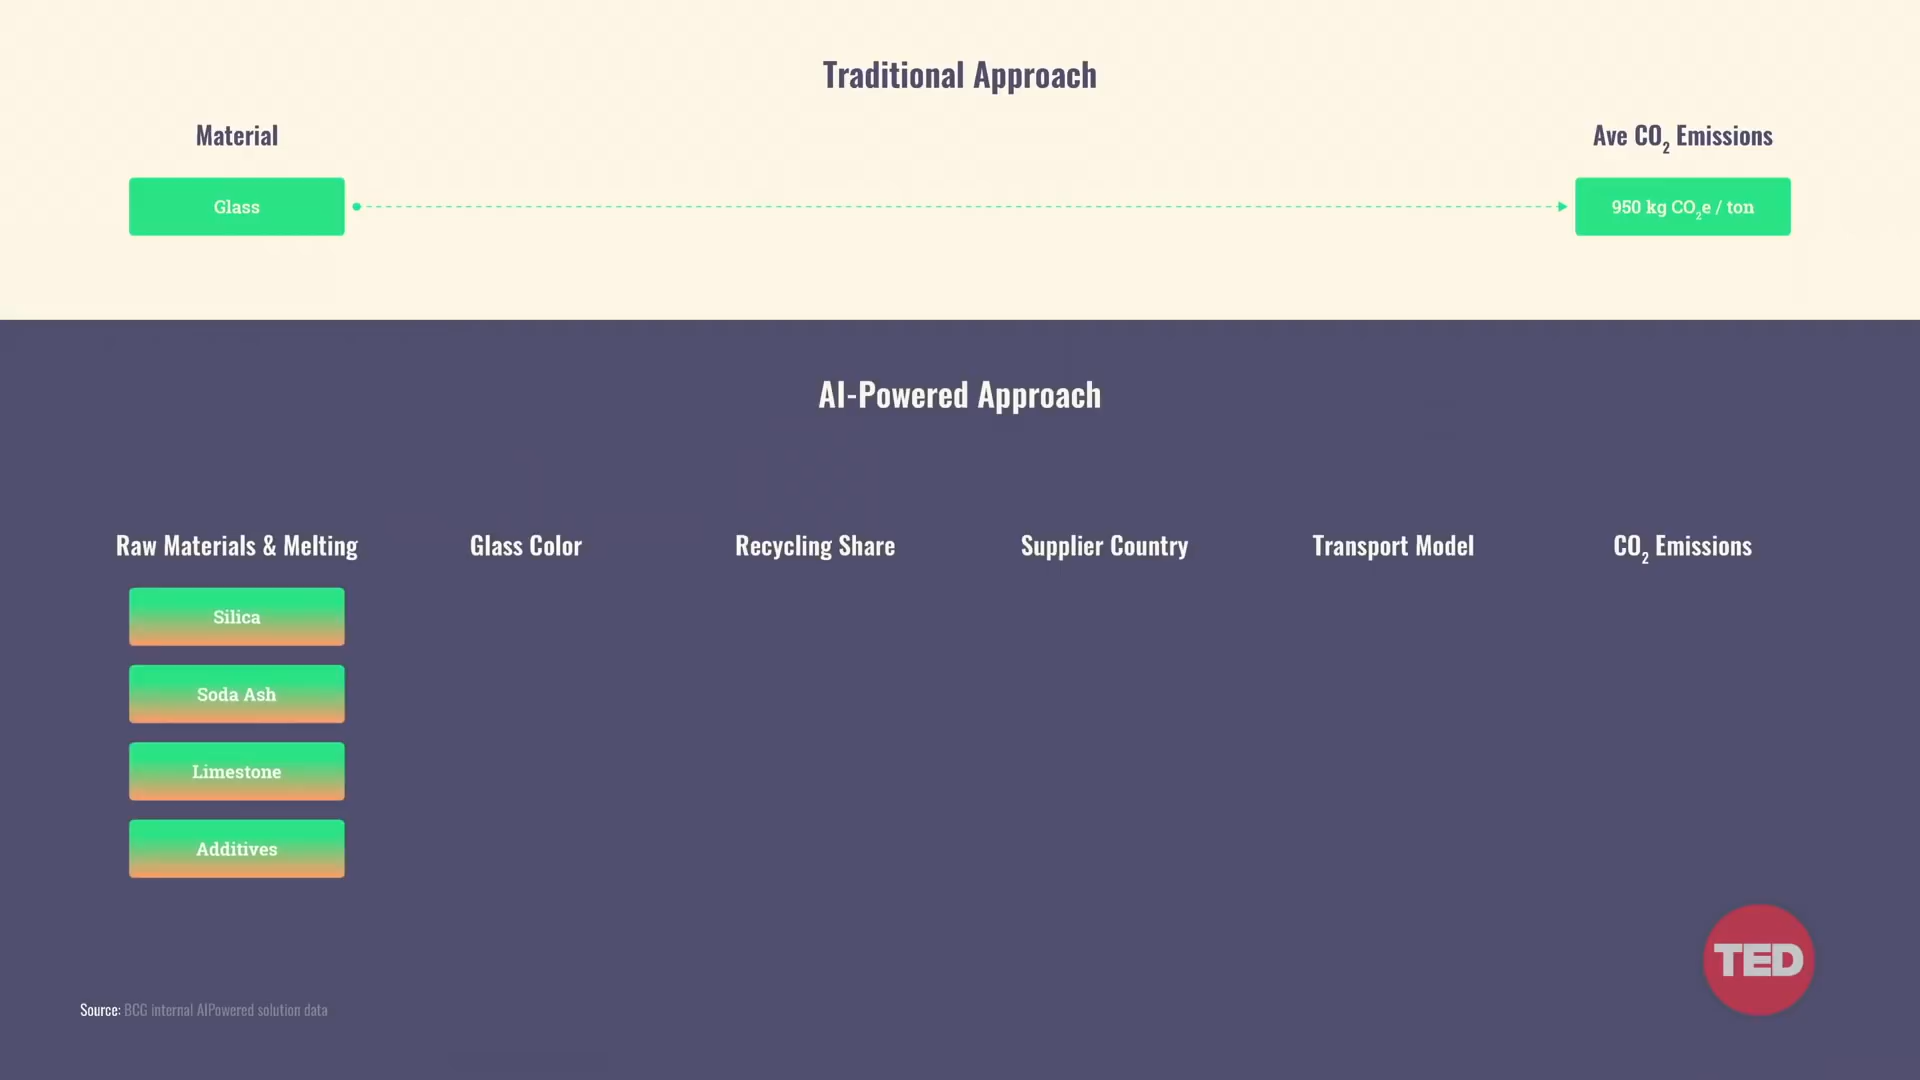 Traditional Approach
Material
Ave CO₂ Emissions
Glass
950 kg CO₂e / ton
AI-Powered Approach
Raw Materials & Melting
Glass Color
Recycling Share
Supplier Country
Transport Model
CO₂ Emissions
Silica
Soda Ash
Limestone
Additives
TED
Source: BCG internal AIPowered solution data